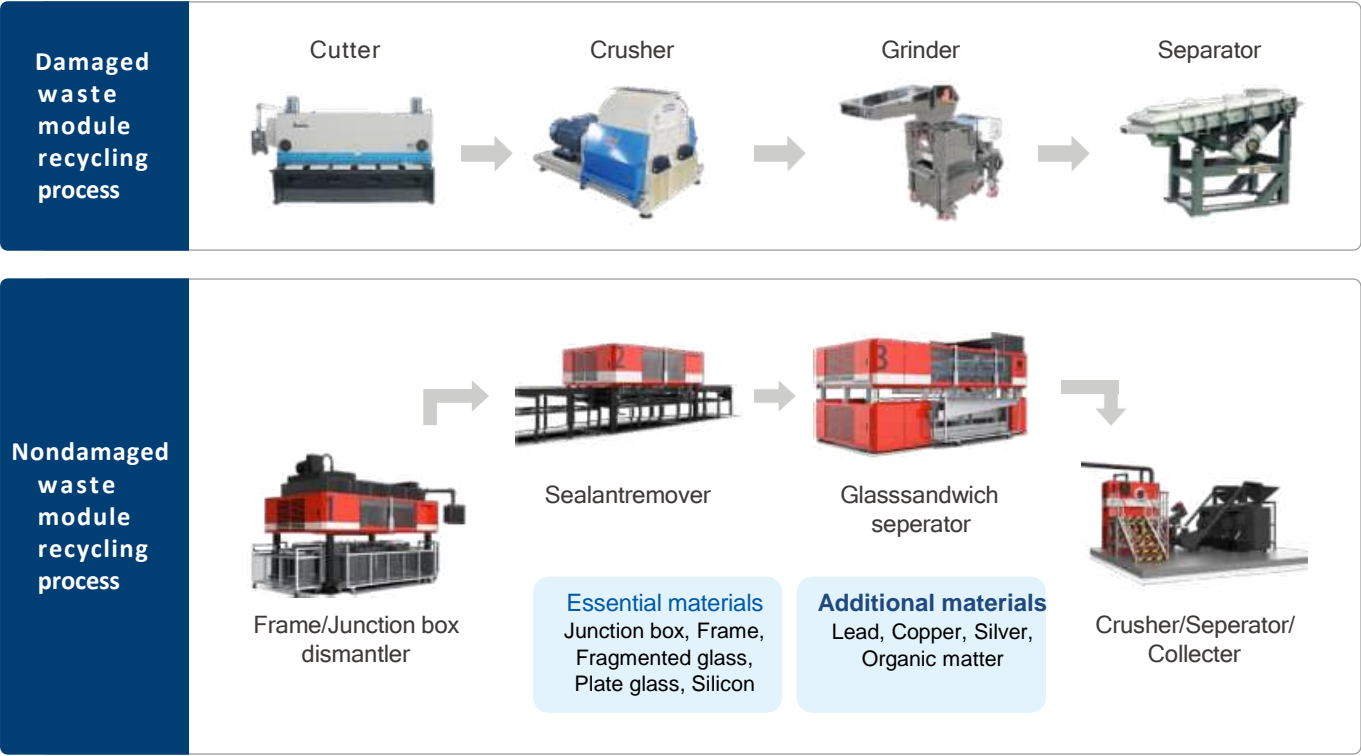 Damaged
waste
module
recycling
process
Cutter
Crusher
Grinder
Separator
Nondamaged
waste
module
recycling
process
Frame/Junction box
dismantler
Sealantremover
Glasssandwich
seperator
Crusher/Seperator/
Collecter
Essential materials
Junction box, Frame,
Fragmented glass,
Plate glass, Silicon
Additional materials
Lead, Copper, Silver,
Organic matter
2
3